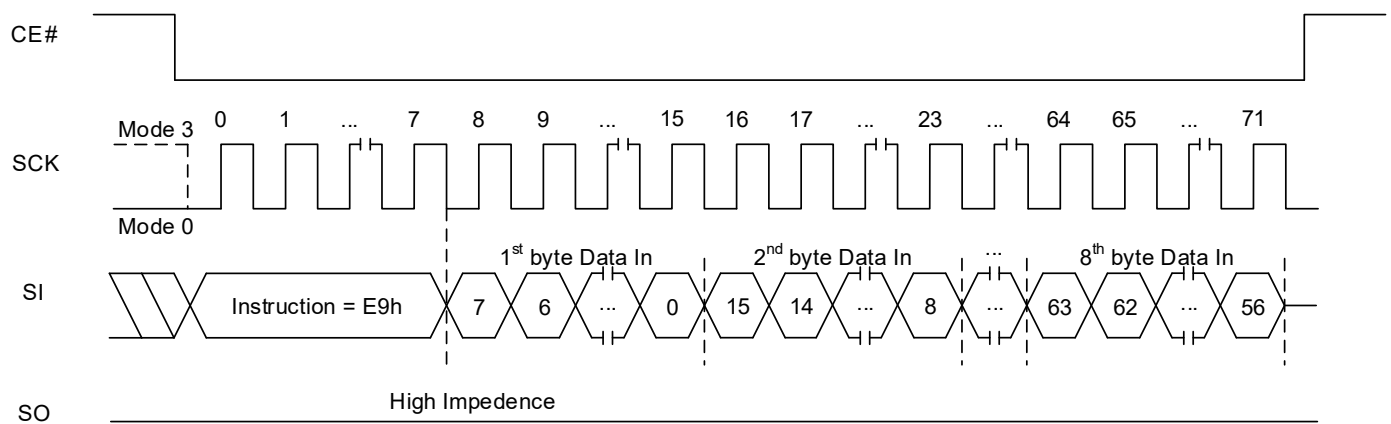 CE#
0 1 ... 7 8 9 ... 15 16 17 ... 23 ... 64 65 ... 71
Mode 3
SCK
Mode 0
1st byte Data In 2nd byte Data In ... 8th byte Data In
SI Instruction = E9h 7 6 ... 0 15 14 ... 8 ... 63 62 ... 56
High Impedence
SO